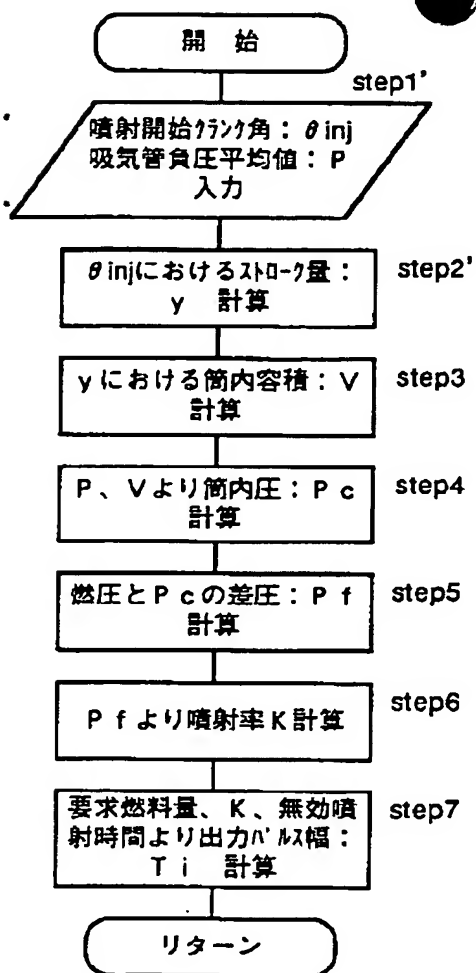 開 始
step1'
噴射開始クランク角：θinj
吸気管負圧平均値：P
入力
θinjにおけるストローク量：
y 計算
step2'
yにおける筒内容積：V
計算
step3
P、Vより筒内圧：Pc
計算
step4
燃圧とPcの差圧：Pf
計算
step5
Pfより噴射率K計算
step6
要求燃料量、K、無効噴
射時間より出力パルス幅：
Ti 計算
step7
リターン